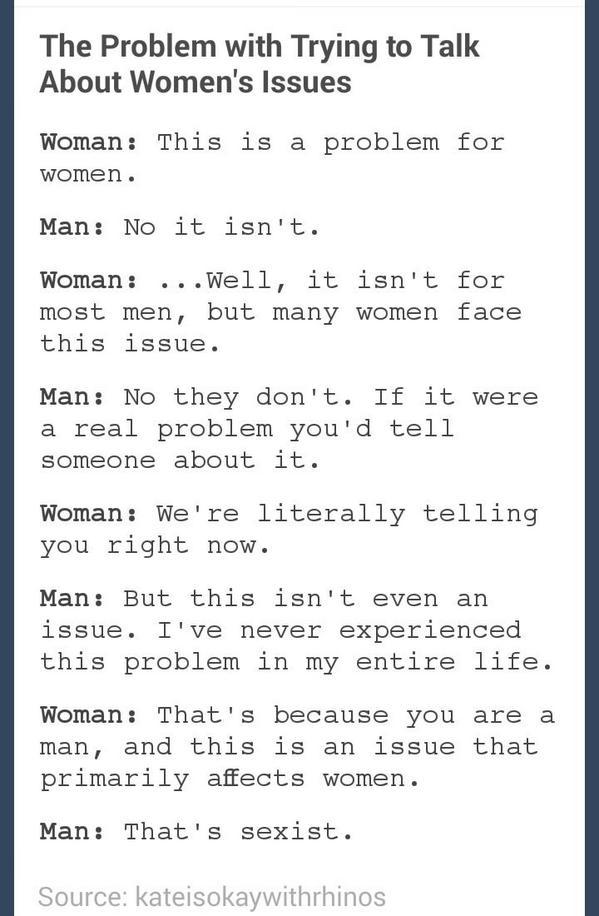 The Problem with Trying to Talk
About Women's Issues
Woman: This is a problem for
women.
Man: No it isn't.
Woman: ...Well, it isn't for
most men, but many women face
this issue.
Man: No they don't. If it were
a real problem you'd tell
someone about it.
Woman: We're literally telling
you right now.
Man: But this isn't even an
issue. I've never experienced
this problem in my entire life.
Woman: That's because you are a
man, and this is an issue that
primarily affects women.
Man: That's sexist.
Source: kateisokaywithrhinos